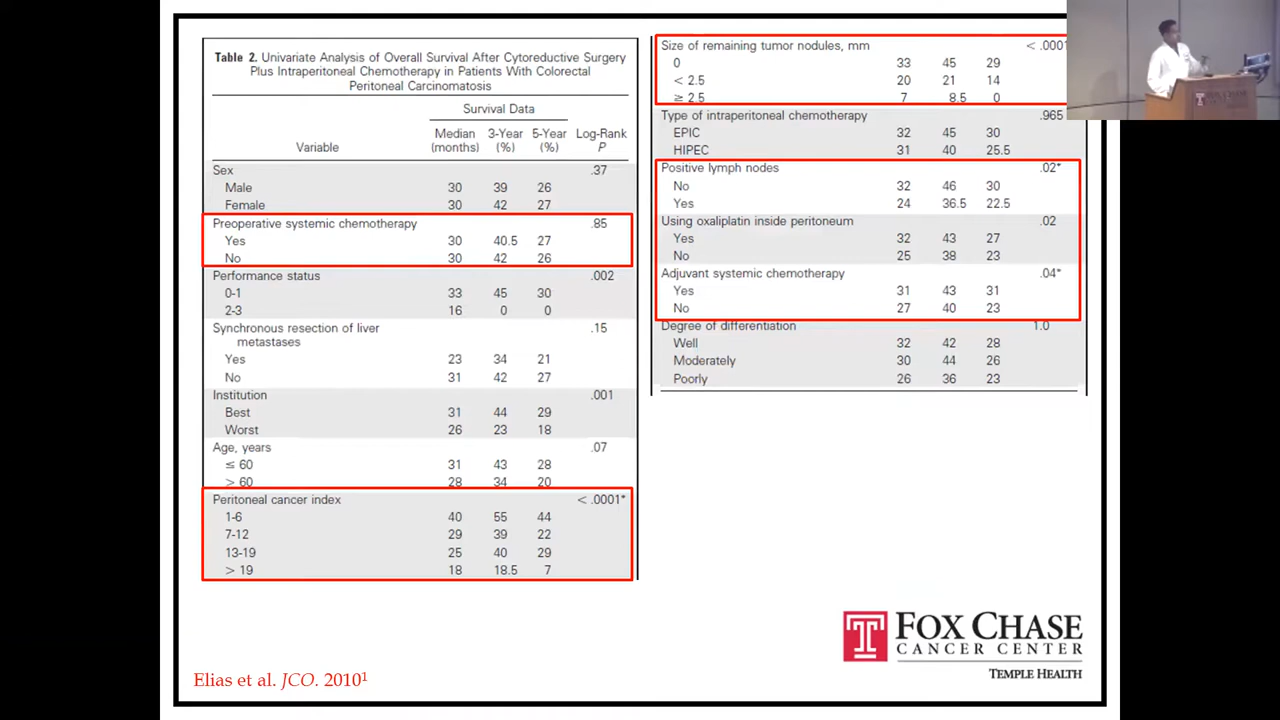 Table 2. Univariate Analysis of Overall Survival After Cytoreductive Surgery
Plus Intraperitoneal Chemotherapy in Patients With Colorectal
Peritoneal Carcinomatosis
Survival Data
Median 3-Year 5-Year Log-Rank
Variable (months) (%) (%) P
Sex .37
Male 30 39 26
Female 30 42 27
Preoperative systemic chemotherapy .85
Yes 30 40.5 27
No 30 42 26
Performance status .002
0-1 33 45 30
2-3 16 0 0
Synchronous resection of liver .15
metastases
Yes 23 34 21
No 31 42 27
Institution .001
Best 31 44 29
Worst 26 23 18
Age, years .07
≤ 60 31 43 28
> 60 28 34 20
Peritoneal cancer index < .0001*
1-6 40 55 44
7-12 29 39 22
13-19 25 40 29
> 19 18 18.5 7
Size of remaining tumor nodules, mm < .0001
0 33 45 29
< 2.5 20 21 14
≥ 2.5 7 8.5 0
Type of intraperitoneal chemotherapy .965
EPIC 32 45 30
HIPEC 31 40 25.5
Positive lymph nodes .02*
No 32 46 30
Yes 24 36.5 22.5
Using oxaliplatin inside peritoneum .02
Yes 32 43 27
No 25 38 23
Adjuvant systemic chemotherapy .04*
Yes 31 43 31
No 27 40 23
Degree of differentiation 1.0
Well 32 42 28
Moderately 30 44 26
Poorly 26 36 23
FOX CHASE
CANCER CENTER
TEMPLE HEALTH
Elias et al. JCO. 2010¹
FOX CHASE
CANCER CENTER